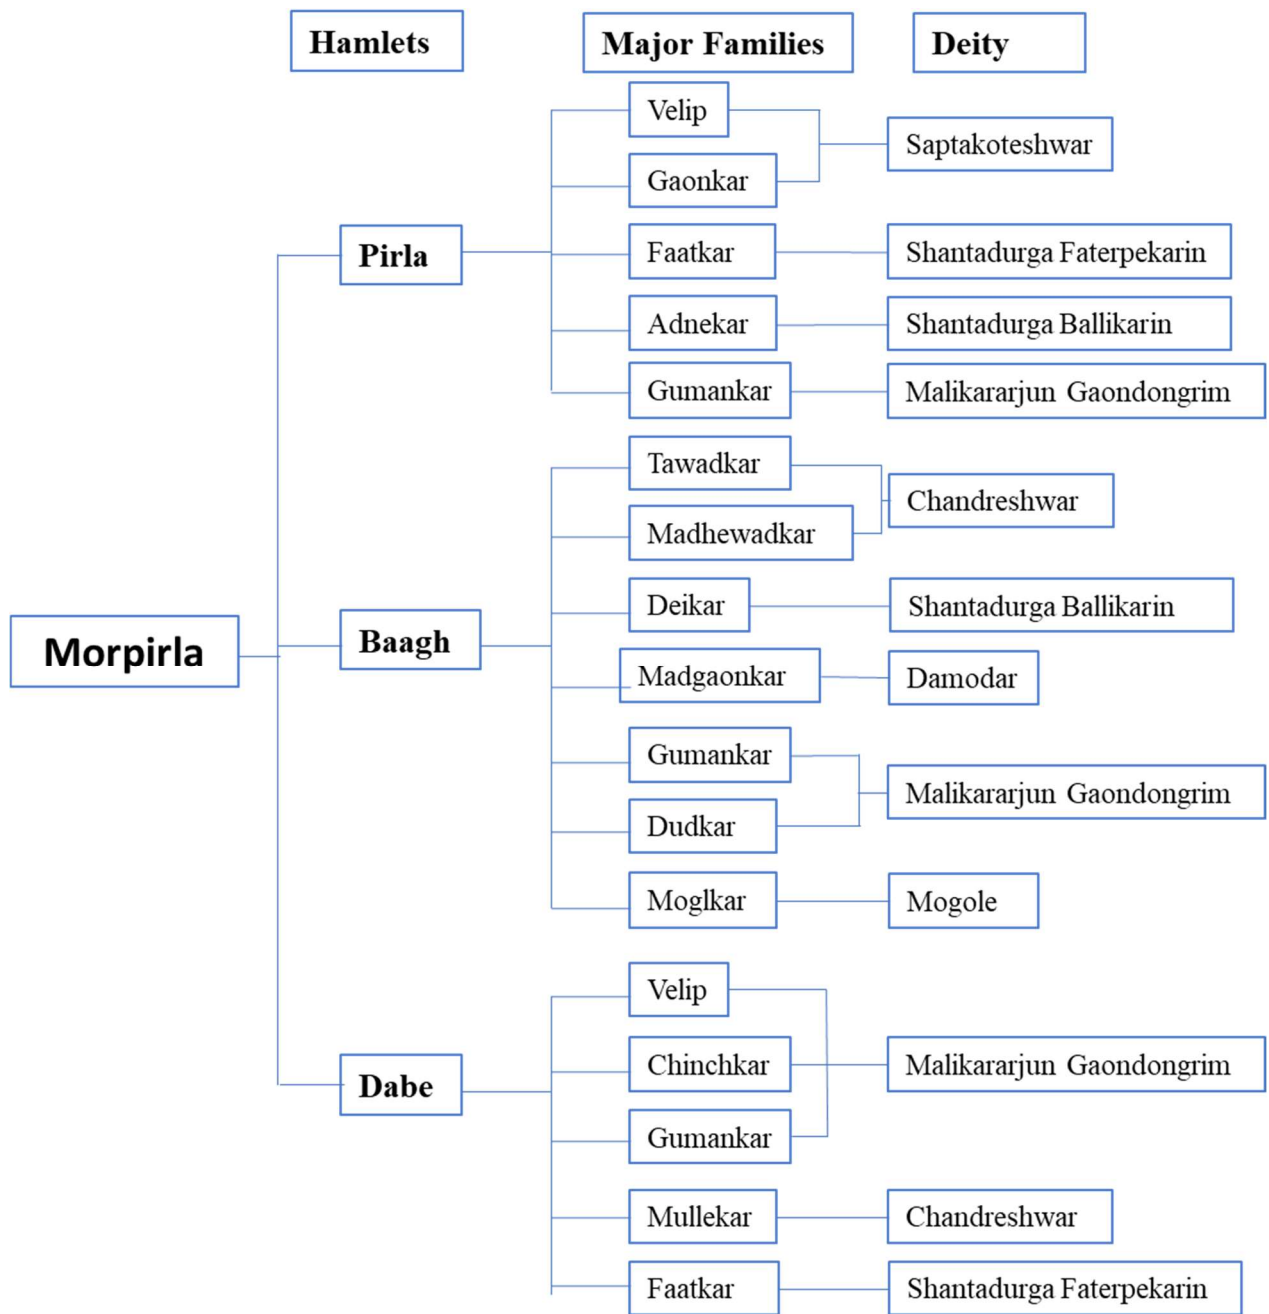 Hamlets
Major Families
Deity
Velip
Saptakoteshwar
Gaonkar
Pirla
Faatkar
Shantadurga Faterpekarin
Adnekar
Shantadurga Ballikarin
Gumankar
Malikararjun Gaondongrim
Tawadkar
Chandreshwar
Madhewadkar
Morpirla
Baagh
Deikar
Shantadurga Ballikarin
Madgaonkar
Damodar
Gumankar
Malikararjun Gaondongrim
Dudkar
Moglkar
Mogole
Velip
Dabe
Chinchkar
Malikararjun Gaondongrim
Gumankar
Mullekar
Chandreshwar
Faatkar
Shantadurga Faterpekarin